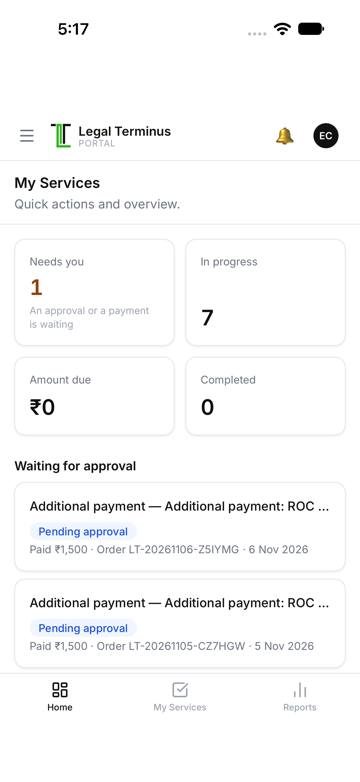 5:17
Legal Terminus
PORTAL
EC
My Services
Quick actions and overview.
Needs you
1
An approval or a payment
is waiting
In progress
7
Amount due
₹0
Completed
0
Waiting for approval
Additional payment — Additional payment: ROC ...
Pending approval
Paid ₹1,500 · Order LT-20261106-Z5IYMG · 6 Nov 2026
Additional payment — Additional payment: ROC ...
Pending approval
Paid ₹1,500 · Order LT-20261105-CZ7HGW · 5 Nov 2026
Home
My Services
Reports